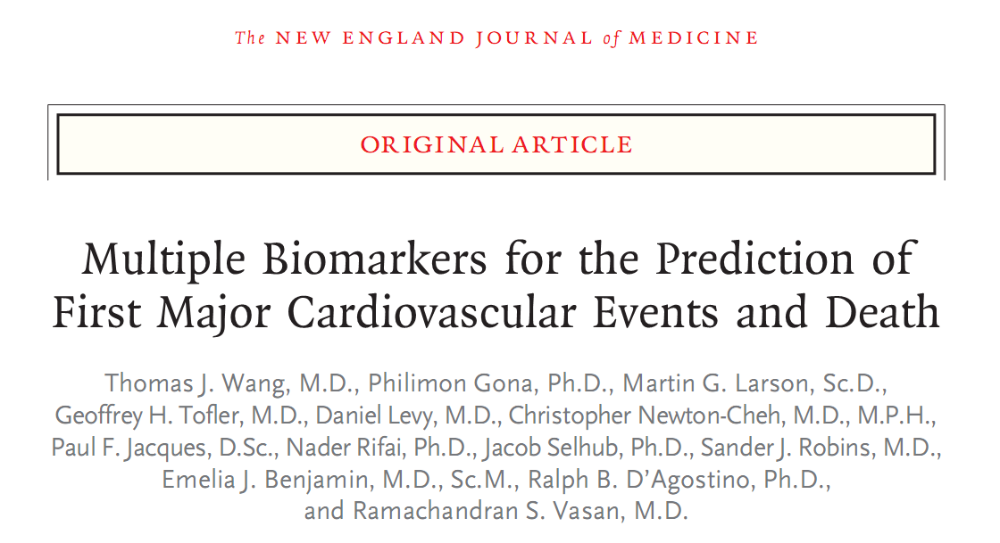 The NEW ENGLAND JOURNAL of MEDICINE
ORIGINAL ARTICLE
Multiple Biomarkers for the Prediction of
First Major Cardiovascular Events and Death
Thomas J. Wang, M.D., Philimon Gona, Ph.D., Martin G. Larson, Sc.D.,
Geoffrey H. Tofler, M.D., Daniel Levy, M.D., Christopher Newton-Cheh, M.D., M.P.H.,
Paul F. Jacques, D.Sc., Nader Rifai, Ph.D., Jacob Selhub, Ph.D., Sander J. Robins, M.D.,
Emelia J. Benjamin, M.D., Sc.M., Ralph B. D’Agostino, Ph.D.,
and Ramachandran S. Vasan, M.D.